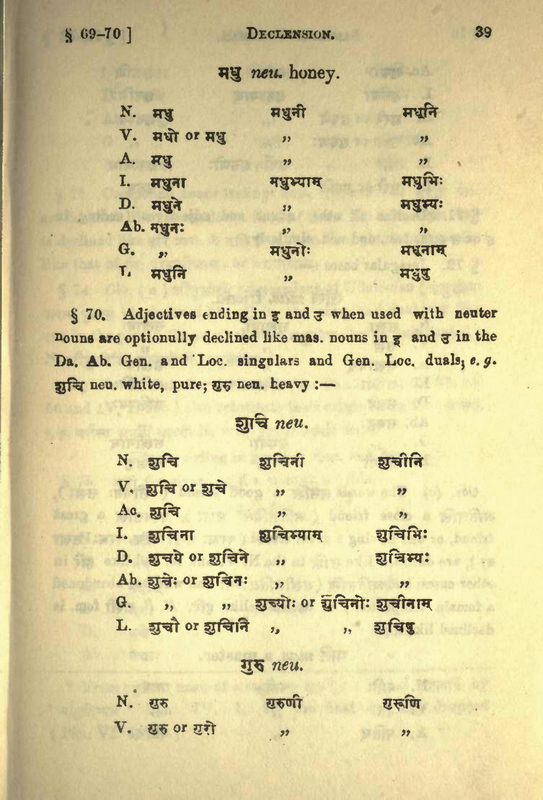 § 69-70 ] DECLENSION. 39
मधु neu. honey.
N. मधु मधुनी मधूनि
V. मधो or मधु ,, ,,
A. मधु ,, ,,
I. मधुना मधुभ्याम् मधुभिः
D. मधुने ,, मधुभ्यः
Ab. मधुनः ,, ,,
G. ,, मधुनोः मधूनाम्
L. मधुनि ,, मधुषु
§ 70. Adjectives ending in इ and उ when used with neuter
nouns are optionully declined like mas. nouns in इ and उ in the
Da. Ab. Gen. and Loc. singulars and Gen. Loc. duals, e. g.
शुचि neu. white, pure; गुरु neu. heavy :—
शुचि neu.
N. शुचि शुचिनी शुचीनि
V. शुचि or शुचे ,, ,,
Ac. शुचि ,, ,,
I. शुचिना शुचिभ्याम् शुचिभिः
D. शुचये or शुचिने ,, शुचिभ्यः
Ab. शुचेः or शुचिनः ,, ,,
G. ,, ,, शुच्योः or शुचिनोः शुचीनाम्
L. शुचौ or शुचिनि ,, ,, शुचिषु
गुरु neu.
N. गुरु गुरुणी गुरूणि
V. गुरु or गुरो ,, ,,